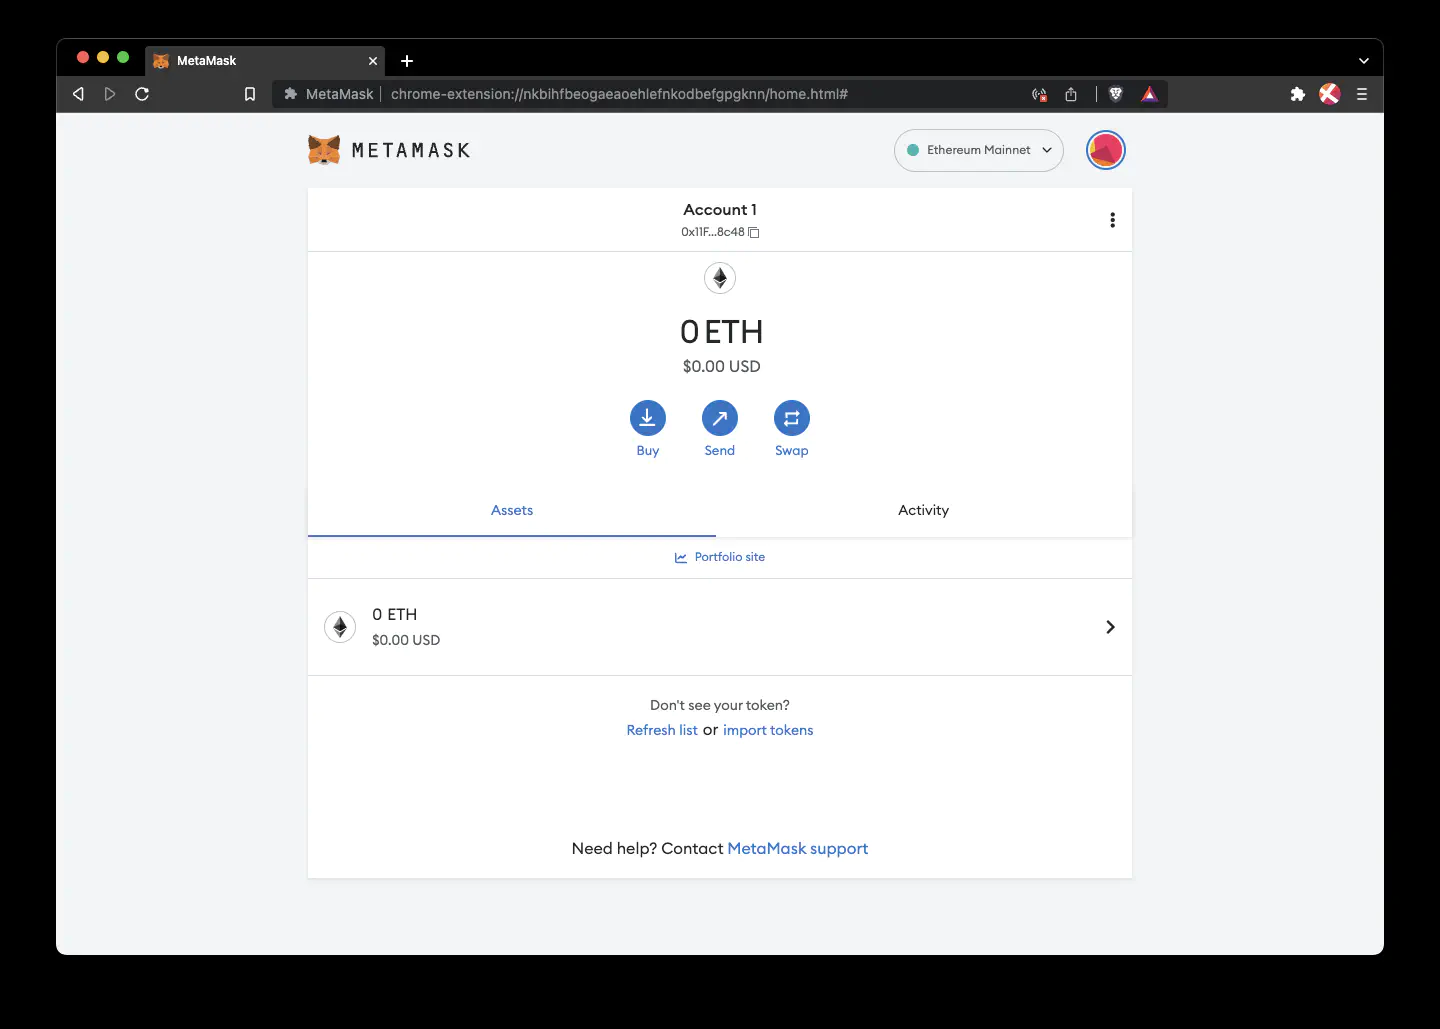 MetaMask
MetaMask | chrome-extension://nkbihfbeogaeaoehlefnkodbefgpgknn/home.html#
METAMASK
Ethereum Mainnet
Account 1
0x11F...8c48
0 ETH
$0.00 USD
Buy Send Swap
Assets Activity
Portfolio site
0 ETH
$0.00 USD
Don't see your token?
Refresh list or import tokens
Need help? Contact MetaMask support